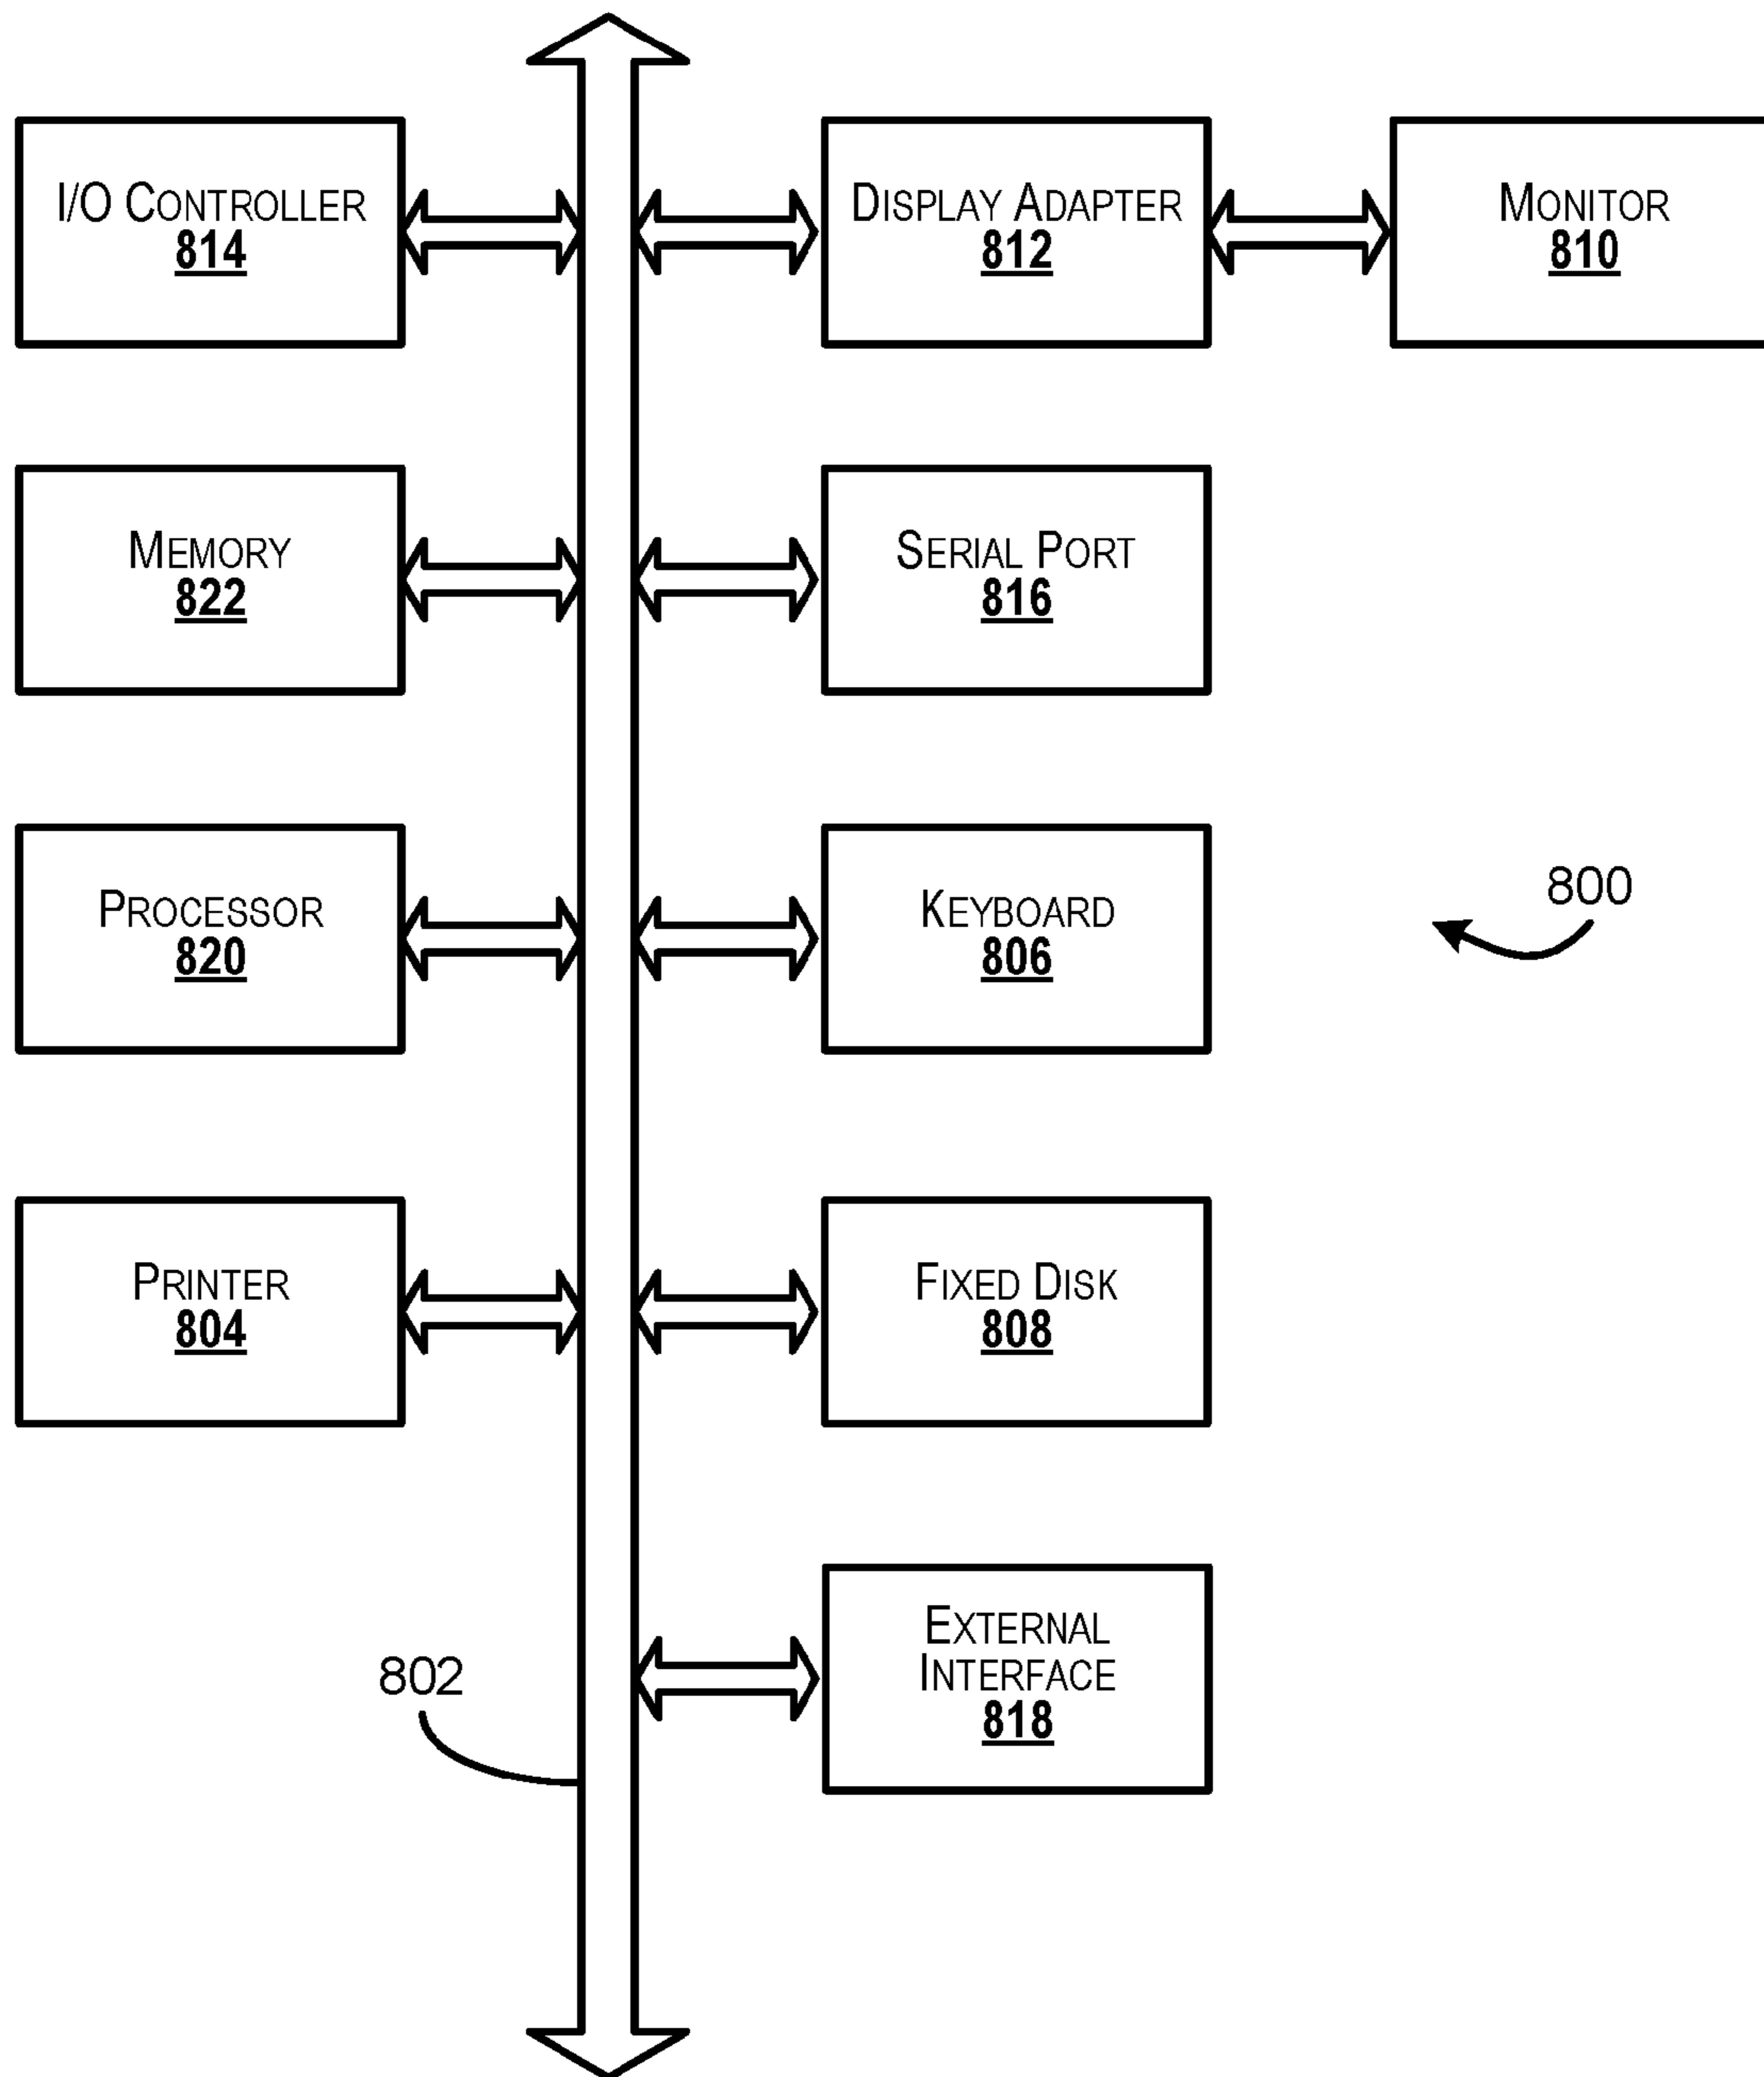 I/O CONTROLLER
814
DISPLAY ADAPTER
812
MONITOR
810
MEMORY
822
SERIAL PORT
816
PROCESSOR
820
KEYBOARD
806
800
PRINTER
804
FIXED DISK
808
EXTERNAL
INTERFACE
818
802